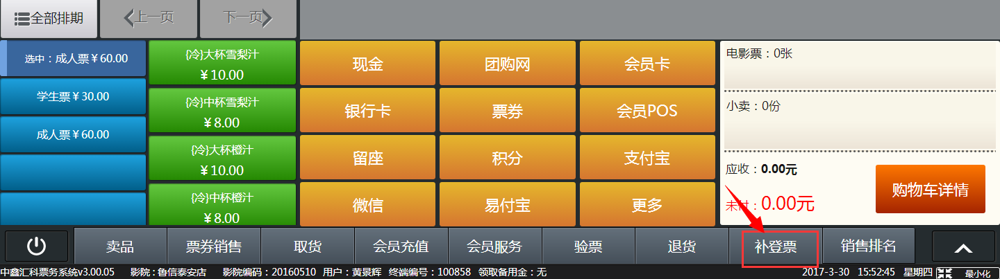 全部排期
上一页
下一页
选中：成人票￥60.00
学生票￥30.00
成人票￥60.00
{冷}大杯雪梨汁
￥10.00
{冷}中杯雪梨汁
￥8.00
{冷}大杯橙汁
￥10.00
{冷}中杯橙汁
￥8.00
现金
团购网
会员卡
银行卡
票券
会员POS
留座
积分
支付宝
微信
易付宝
更多
电影票：0张
小卖：0份
应收：0.00元
未付：0.00元
购物车详情
卖品
票券销售
取货
会员充值
会员服务
验票
退货
补登票
销售排名
中鑫汇科票务系统v3.00.05 影院：鲁信泰安店 影院编码：20160510 用户：黄景辉 终端编号：100858 领取备用金：无 2017-3-30 15:52:45 星期四 最小化